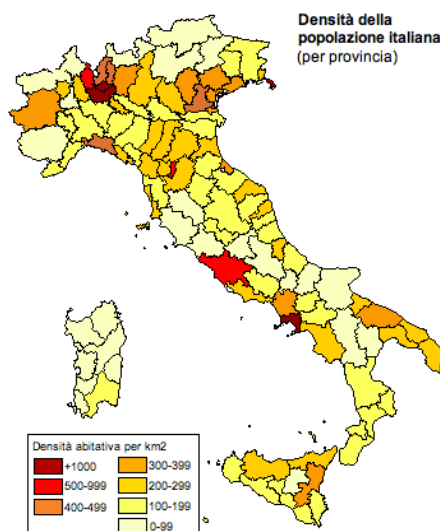 Densità della
popolazione italiana
(per provincia)
Densità abitativa per km2
+1000
500-999
400-499
300-399
200-299
100-199
0-99